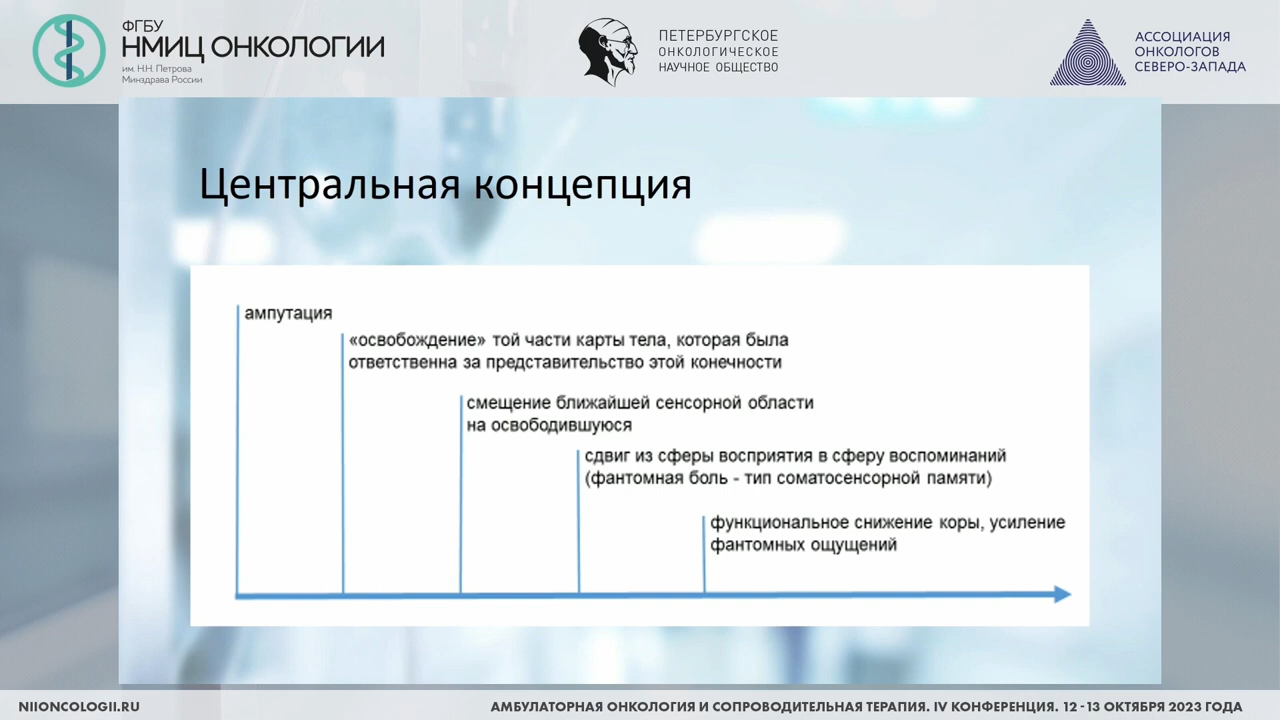 ФГБУ
НМИЦ ОНКОЛОГИИ
им. Н.Н. Петрова
Минздрава России
ПЕТЕРБУРГСКОЕ
ОНКОЛОГИЧЕСКОЕ
НАУЧНОЕ ОБЩЕСТВО
АССОЦИАЦИЯ
ОНКОЛОГОВ
СЕВЕРО-ЗАПАДА
Центральная концепция
ампутация
«освобождение» той части карты тела, которая была
ответственна за представительство этой конечности
смещение ближайшей сенсорной области
на освободившуюся
сдвиг из сферы восприятия в сферу воспоминаний
(фантомная боль - тип соматосенсорной памяти)
функциональное снижение коры, усиление
фантомных ощущений
NIIONCOLOGII.RU
АМБУЛАТОРНАЯ ОНКОЛОГИЯ И СОПРОВОДИТЕЛЬНАЯ ТЕРАПИЯ. IV КОНФЕРЕНЦИЯ. 12 - 13 ОКТЯБРЯ 2023 ГОДА